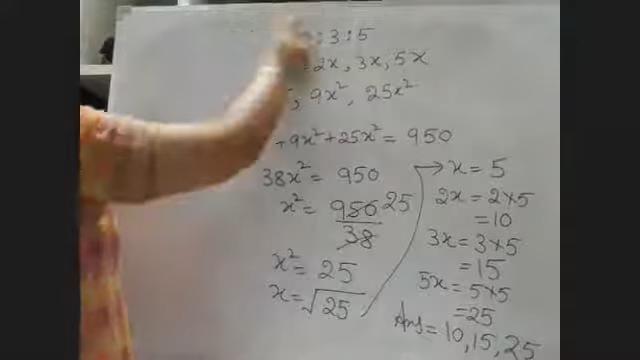 : 3 : 5
2x, 3x, 5x
, 9x², 25x²
+9x²+25x² = 950
38x² = 950
x² = 950/38 25
x² = 25
x = √25
→ x = 5
2x = 2×5
= 10
3x = 3×5
= 15
5x = 5×5
= 25
Ans = 10, 15, 25